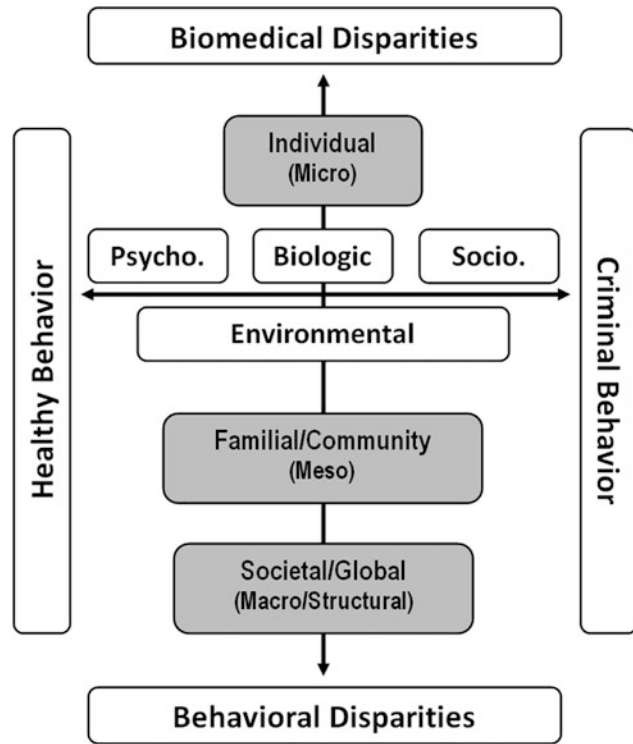 Biomedical Disparities
Individual
(Micro)
Psycho.
Biologic
Socio.
Healthy Behavior
Criminal Behavior
Environmental
Familial/Community
(Meso)
Societal/Global
(Macro/Structural)
Behavioral Disparities